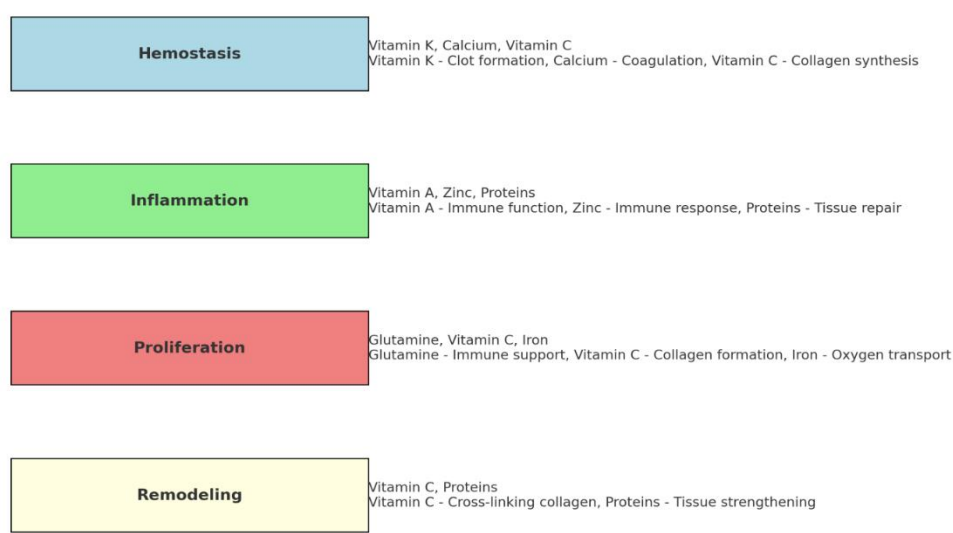 Hemostasis
Vitamin K, Calcium, Vitamin C
Vitamin K - Clot formation, Calcium - Coagulation, Vitamin C - Collagen synthesis
Inflammation
Vitamin A, Zinc, Proteins
Vitamin A - Immune function, Zinc - Immune response, Proteins - Tissue repair
Proliferation
Glutamine, Vitamin C, Iron
Glutamine - Immune support, Vitamin C - Collagen formation, Iron - Oxygen transport
Remodeling
Vitamin C, Proteins
Vitamin C - Cross-linking collagen, Proteins - Tissue strengthening